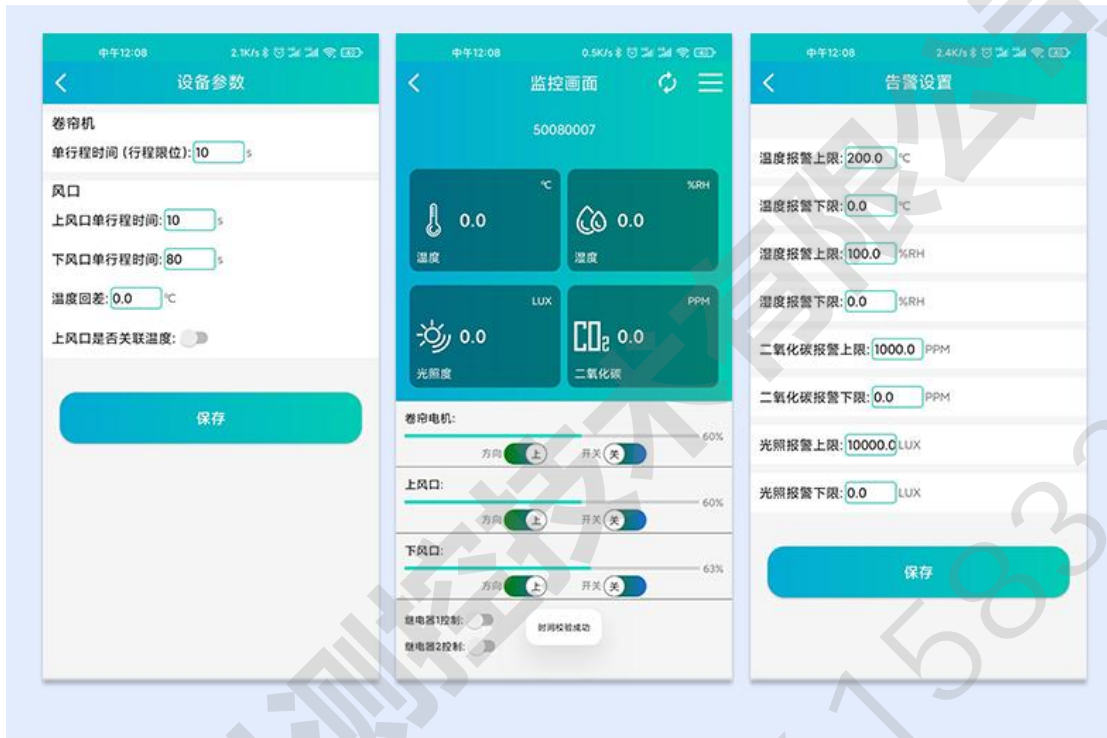 中午12:08 2.1K/s
设备参数
卷帘机
单行程时间 (行程限位): 10 s
风口
上风口单行程时间: 10 s
下风口单行程时间: 80 s
温度回差: 0.0 ℃
上风口是否关联温度:
保存
中午12:08 0.5K/s
监控画面
50080007
℃
0.0
温度
%RH
0.0
湿度
LUX
0.0
光照度
PPM
CO2 0.0
二氧化碳
卷帘电机:
60%
方向 上 开关 关
上风口:
60%
方向 上 开关 关
下风口:
63%
方向 上 开关 关
继电器1控制:
继电器2控制:
时间校验成功
中午12:08 2.4K/s
告警设置
温度报警上限: 200.0 ℃
温度报警下限: 0.0 ℃
湿度报警上限: 100.0 %RH
湿度报警下限: 0.0 %RH
二氧化碳报警上限: 1000.0 PPM
二氧化碳报警下限: 0.0 PPM
光照报警上限: 10000.0 LUX
光照报警下限: 0.0 LUX
保存
测控技术有限公司
1583